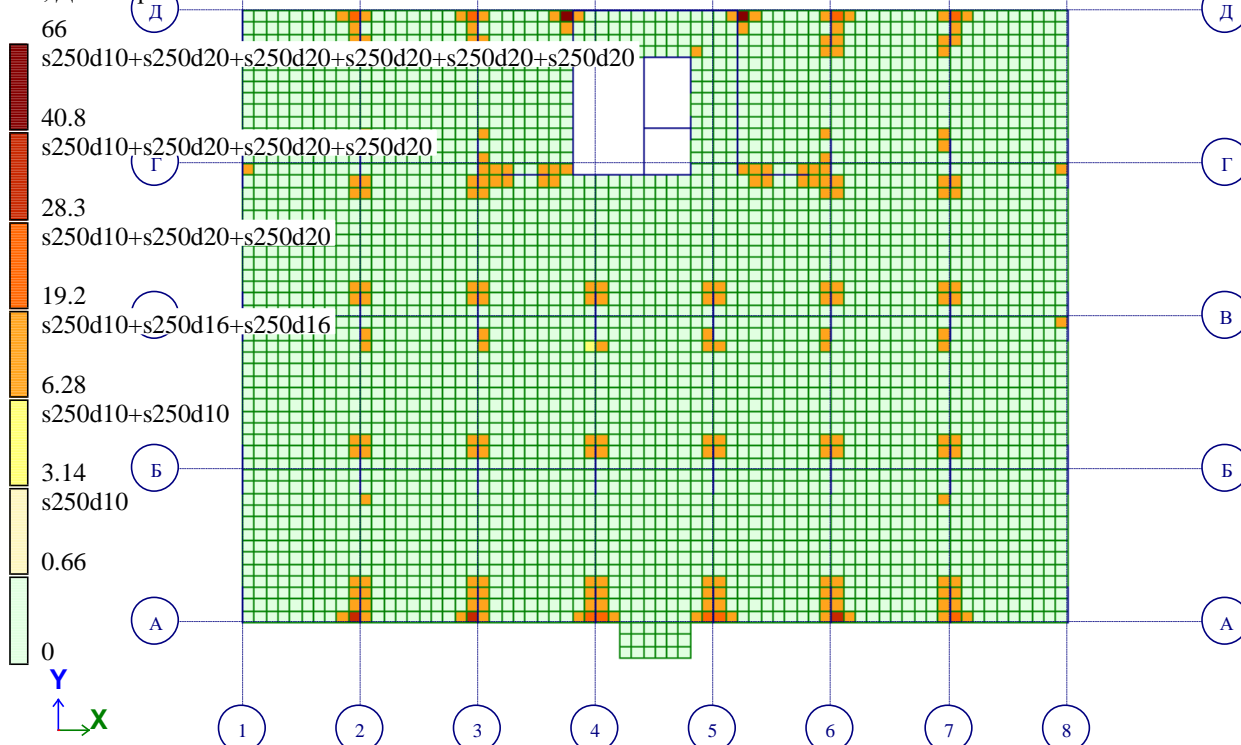 Д Д
66
s250d10+s250d20+s250d20+s250d20+s250d20+s250d20
40.8
s250d10+s250d20+s250d20+s250d20
Г Г
28.3
s250d10+s250d20+s250d20
19.2
В
s250d10+s250d16+s250d16
6.28
s250d10+s250d10
Б Б
3.14
s250d10
0.66
А А
0
Y
X
1 2 3 4 5 6 7 8